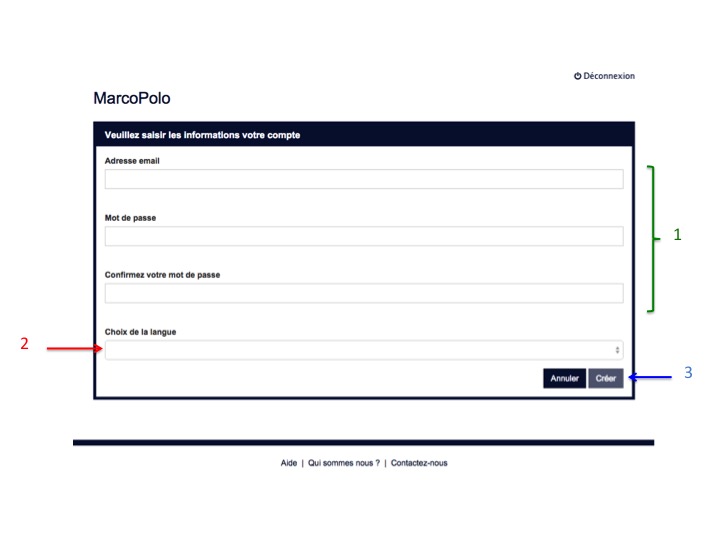 Déconnexion
MarcoPolo
Veuillez saisir les informations votre compte
Adresse email
Mot de passe
1
Confirmez votre mot de passe
Choix de la langue
2
Annuler Créer 3
Aide | Qui sommes nous ? | Contactez-nous